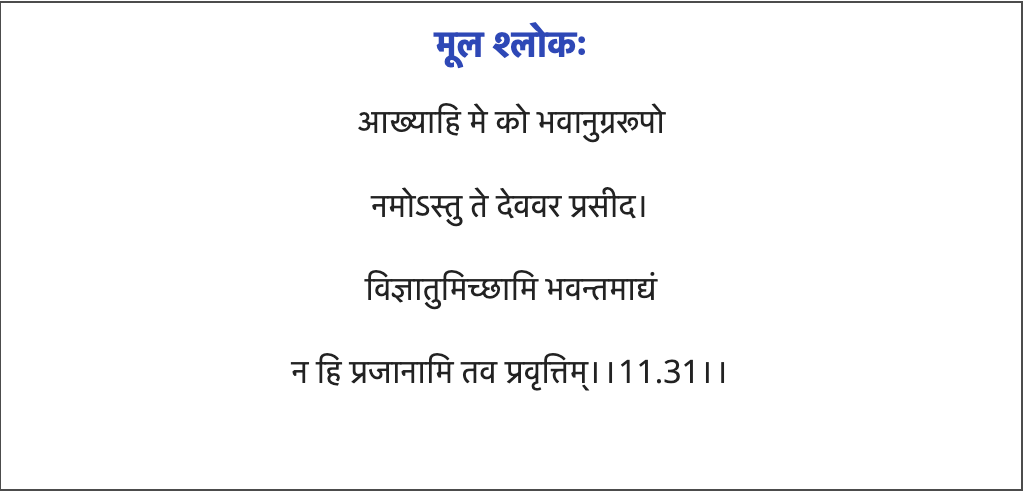 मूल श्लोकः
आख्याहि मे को भवानुग्ररूपो
नमोऽस्तु ते देववर प्रसीद।
विज्ञातुमिच्छामि भवन्तमाद्यं
न हि प्रजानामि तव प्रवृत्तिम्।।11.31।।